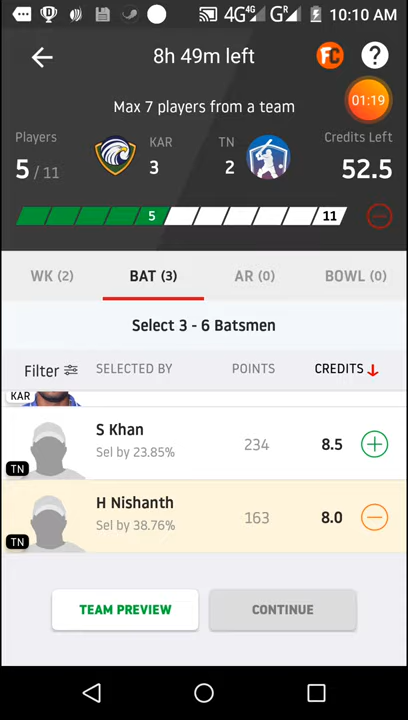 4G 4G G R 10:10 AM
8h 49m left FC ?
01:19
Max 7 players from a team
Players KAR TN Credits Left
5 / 11 3 2 52.5
5 11
WK (2) BAT (3) AR (0) BOWL (0)
Select 3 - 6 Batsmen
Filter SELECTED BY POINTS CREDITS
KAR
S Khan
Sel by 23.85% 234 8.5
TN
H Nishanth
Sel by 38.76% 163 8.0
TN
TEAM PREVIEW CONTINUE